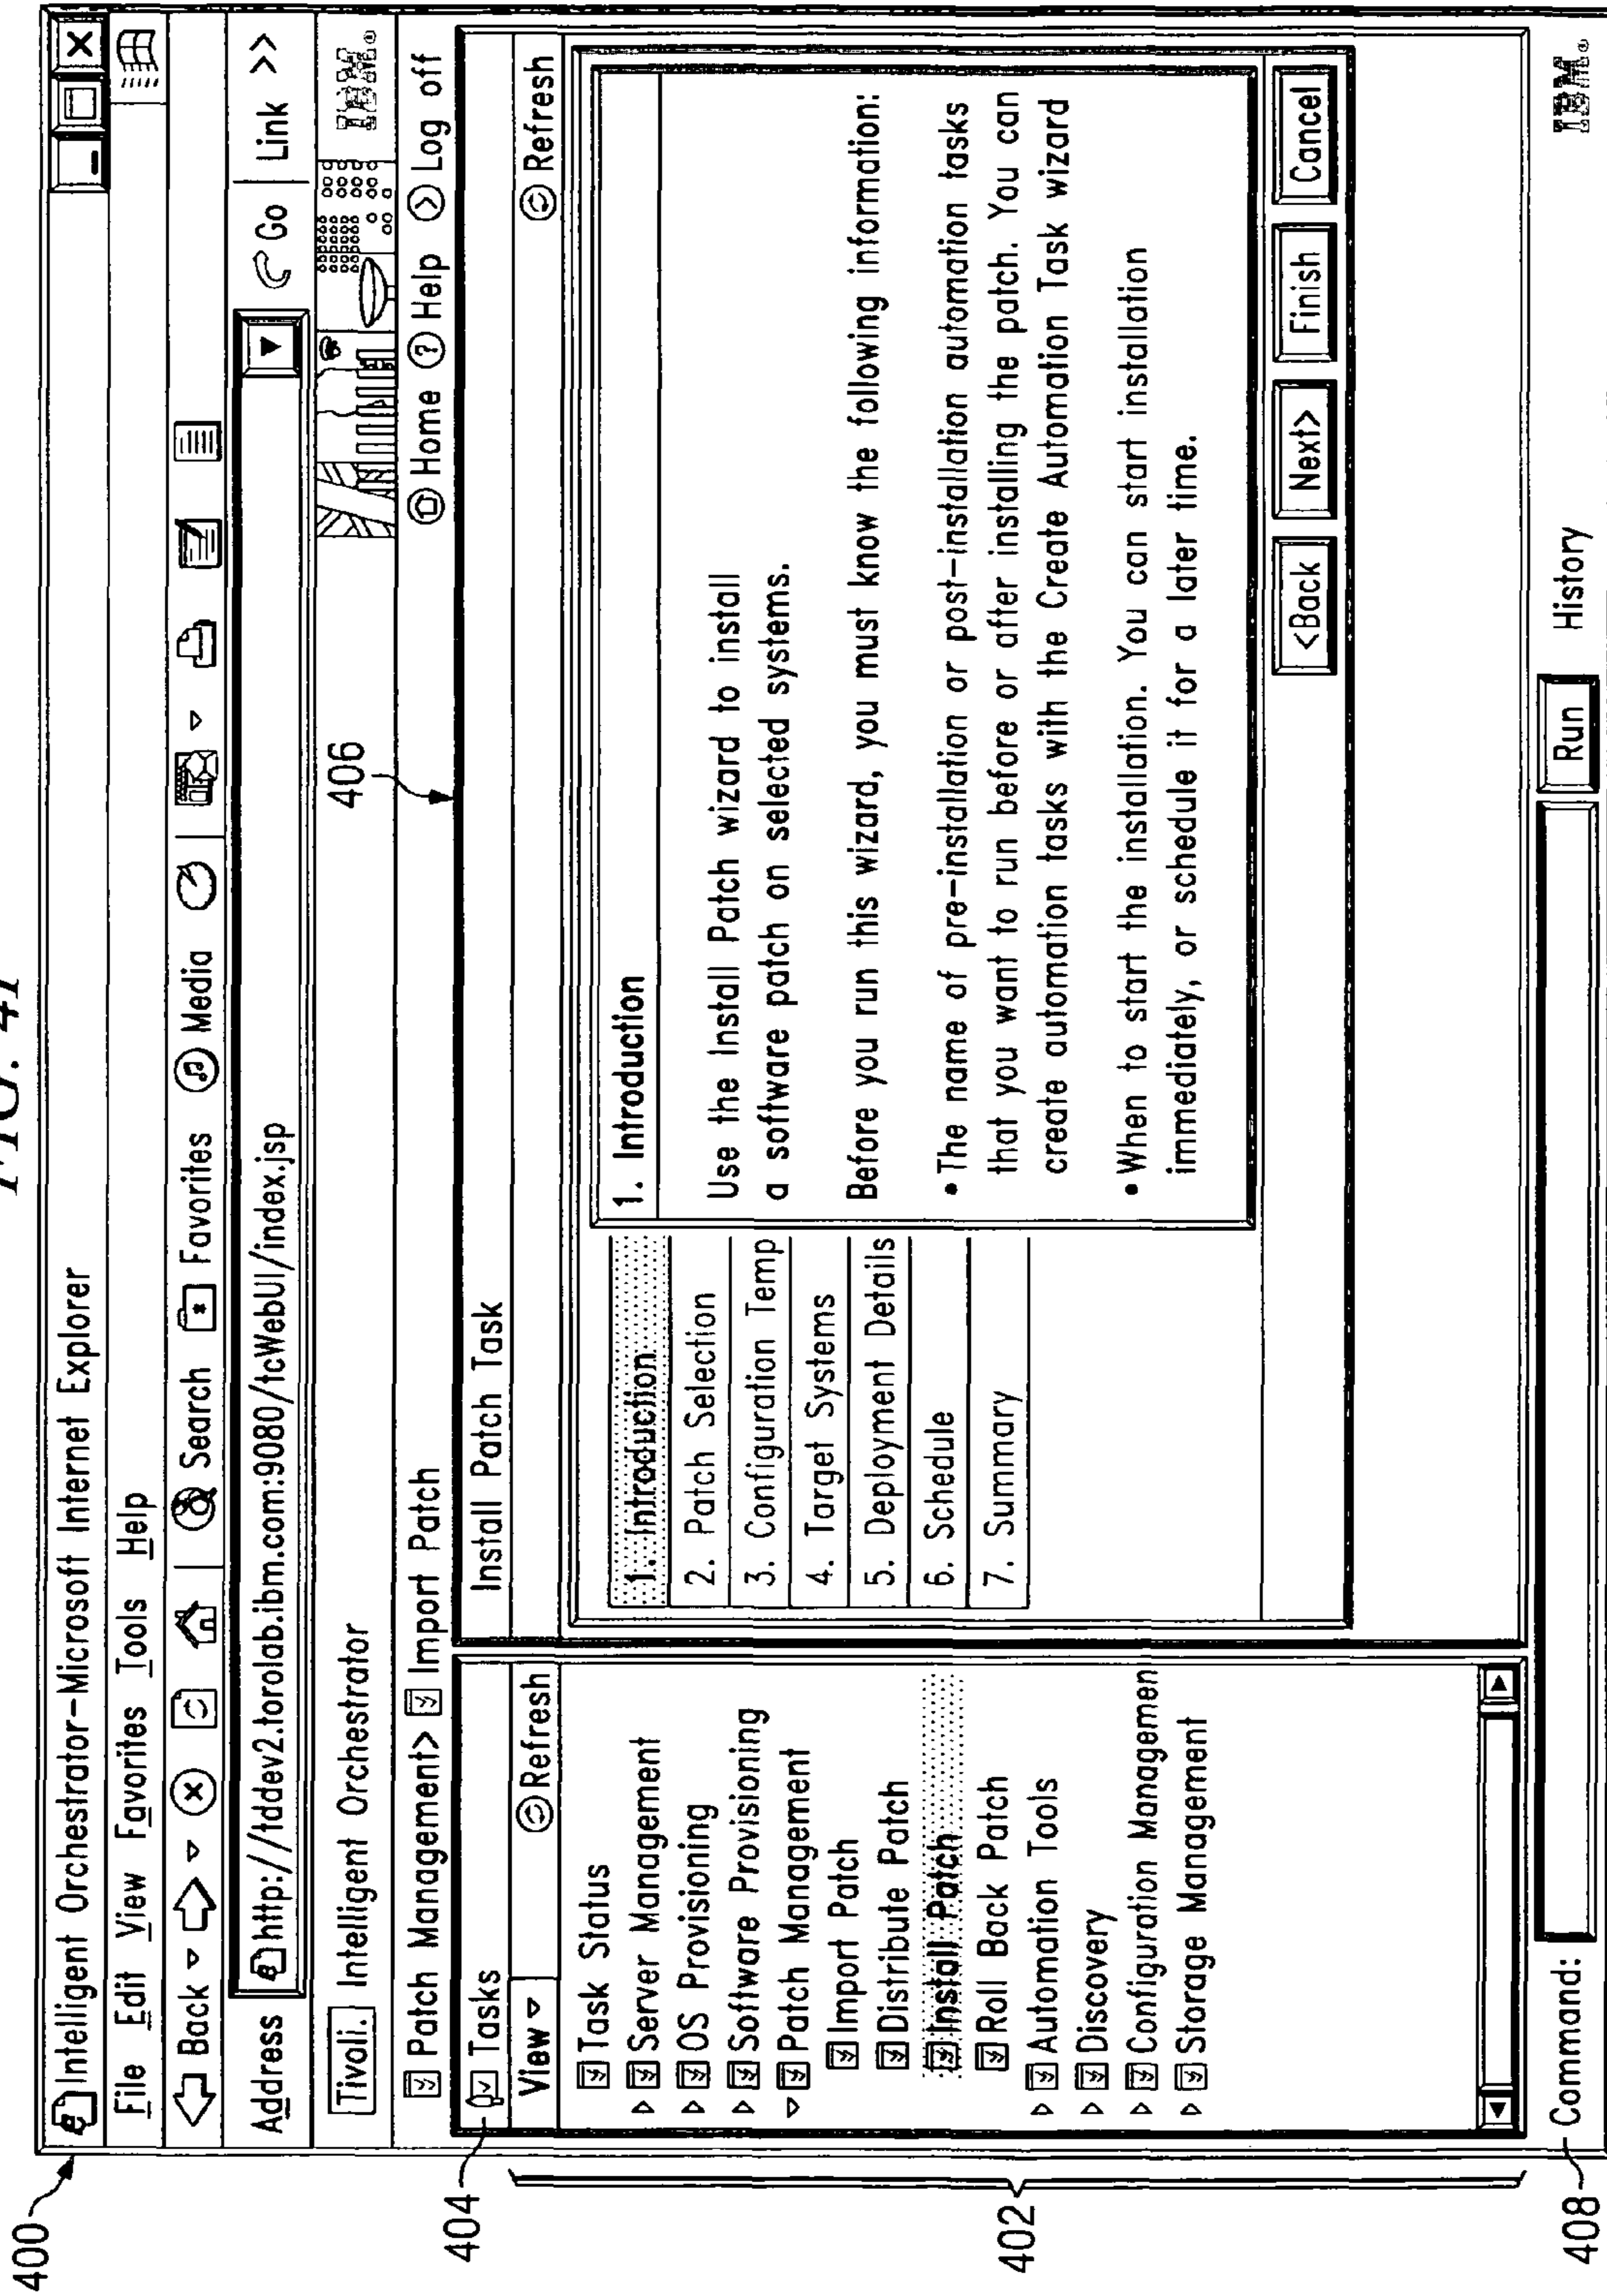 400
Intelligent Orchestrator-Microsoft Internet Explorer
File Edit View Favorites Tools Help
Back Search Favorites Media
Address http://tddev2.torolab.ibm.com:9080/tcWebUI/index.jsp Go Link >>
Tivoli. Intelligent Orchestrator IBM®
406
Patch Management> Import Patch Home ? Help > Log off
404
Tasks
View Refresh
Task Status
Server Management
OS Provisioning
Software Provisioning
Patch Management
Import Patch
Distribute Patch
Install Patch
Roll Back Patch
Automation Tools
Discovery
Configuration Managemen
Storage Management
402
Install Patch Task
Refresh
1. Introduction
2. Patch Selection
3. Configuration Temp
4. Target Systems
5. Deployment Details
6. Schedule
7. Summary
1. Introduction
Use the Install Patch wizard to install
a software patch on selected systems.
Before you run this wizard, you must know the following information:
• The name of pre-installation or post-installation automation tasks
that you want to run before or after installing the patch. You can
create automation tasks with the Create Automation Task wizard
• When to start the installation. You can start installation
immediately, or schedule it for a later time.
<Back Next> Finish Cancel
408
Command: Run History IBM®